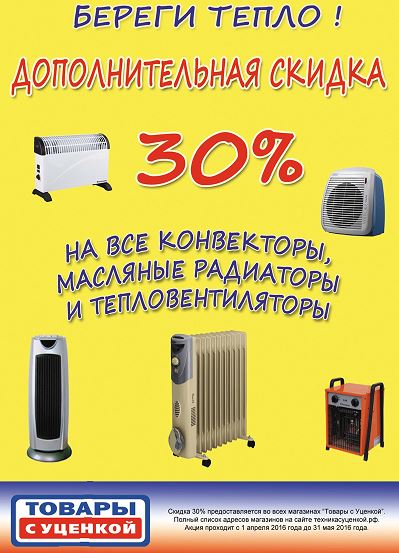 БЕРЕГИ ТЕПЛО !
ДОПОЛНИТЕЛЬНАЯ СКИДКА
30%
НА ВСЕ КОНВЕКТОРЫ,
МАСЛЯНЫЕ РАДИАТОРЫ
И ТЕПЛОВЕНТИЛЯТОРЫ
ТОВАРЫ
С УЦЕНКОЙ
Скидка 30% предоставляется во всех магазинах "Товары с Уценкой".
Полный список адресов магазинов на сайте техникасуценкой.рф.
Акция проходит с 1 апреля 2016 года до 31 мая 2016 года.